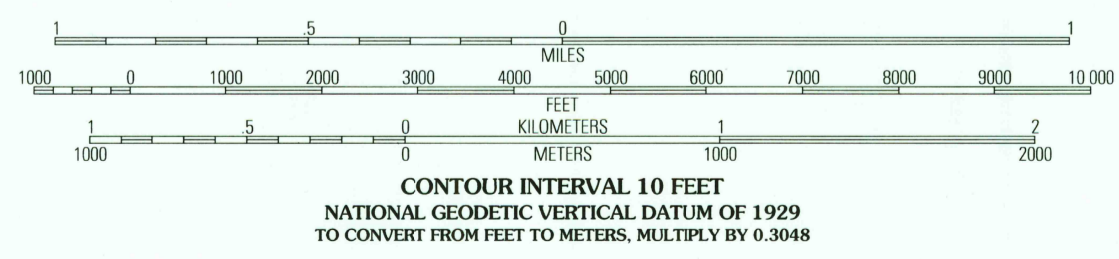 1 .5 0 1
MILES
1000 0 1000 2000 3000 4000 5000 6000 7000 8000 9000 10 000
FEET
1 .5 0 KILOMETERS 1 2
1000 0 METERS 1000 2000
CONTOUR INTERVAL 10 FEET
NATIONAL GEODETIC VERTICAL DATUM OF 1929
TO CONVERT FROM FEET TO METERS, MULTIPLY BY 0.3048